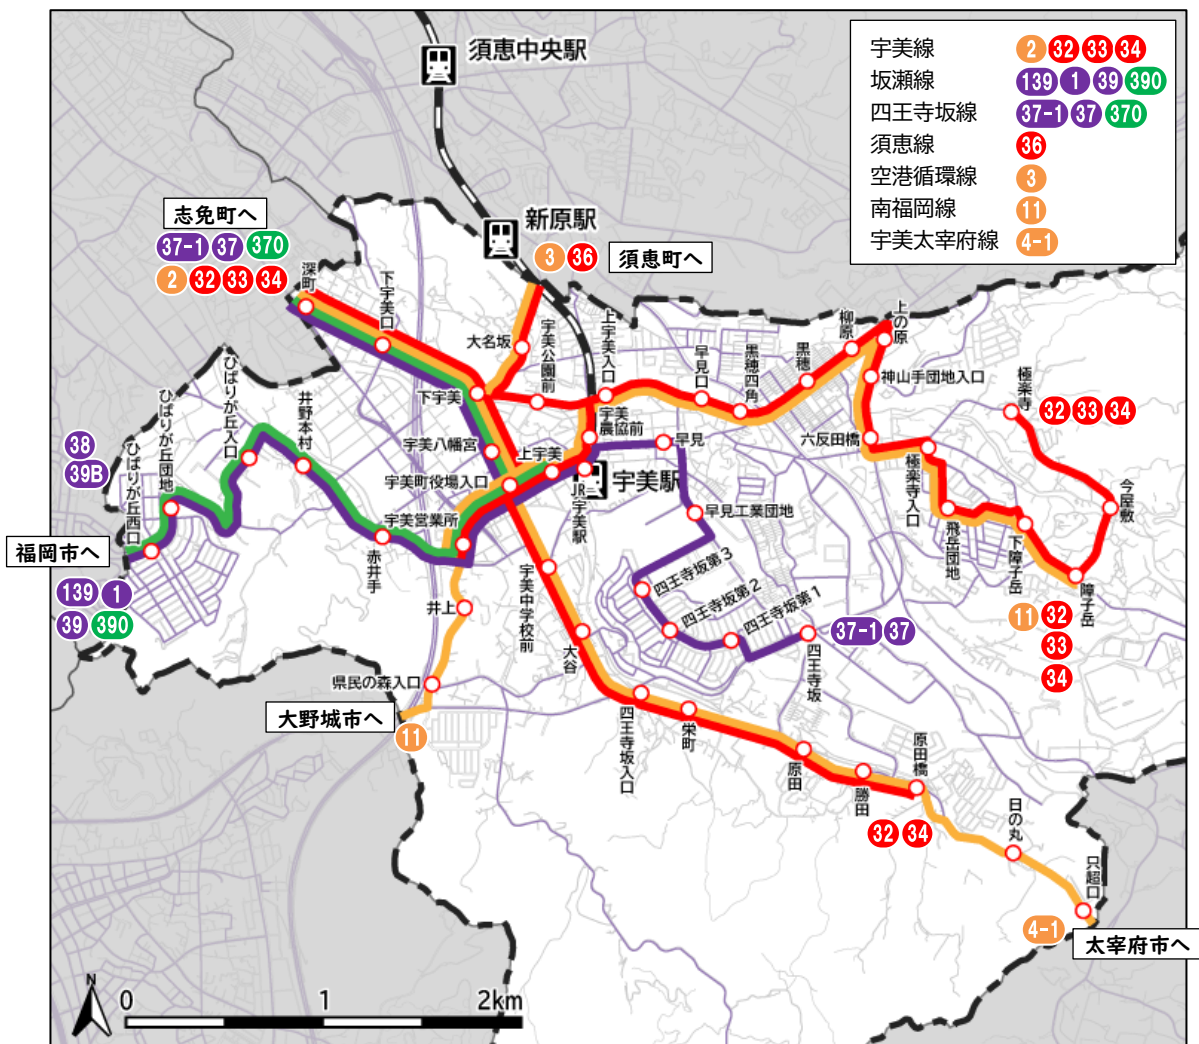 須恵中央駅
宇美線 2 32 33 34
坂瀬線 139 1 39 390
四王寺坂線 37-1 37 370
須恵線 36
空港循環線 3
南福岡線 11
宇美太宰府線 4-1
志免町へ
37-1 37 370
2 32 33 34
新原駅
3 36
須恵町へ
深町
下宇美口
大名坂
宇美公園前
上宇美入口
早見口
黒穂四角
黒穂
柳原
上の原
神山手団地入口
極楽寺
32 33 34
ひばりが丘団地
ひばりが丘入口
井野本村
下宇美
宇美八幡宮
上宇美
宇美農協前
早見
六反田橋
極楽寺入口
38
39B
ひばりが丘西口
宇美町役場入口
宇美営業所
JR宇美駅
宇美駅
早見工業団地
飛岳団地
下障子岳
今屋敷
障子岳
福岡市へ
139 1
39 390
赤井手
井上
宇美中学校前
四王寺坂第3
四王寺坂第2
四王寺坂第1
37-1 37
四王寺坂
11 32
33
34
県民の森入口
大谷
大野城市へ
11
四王寺坂入口
栄町
原田
勝田
原田橋
32 34
日の丸
只越口
4-1
太宰府市へ
N
0 1 2km